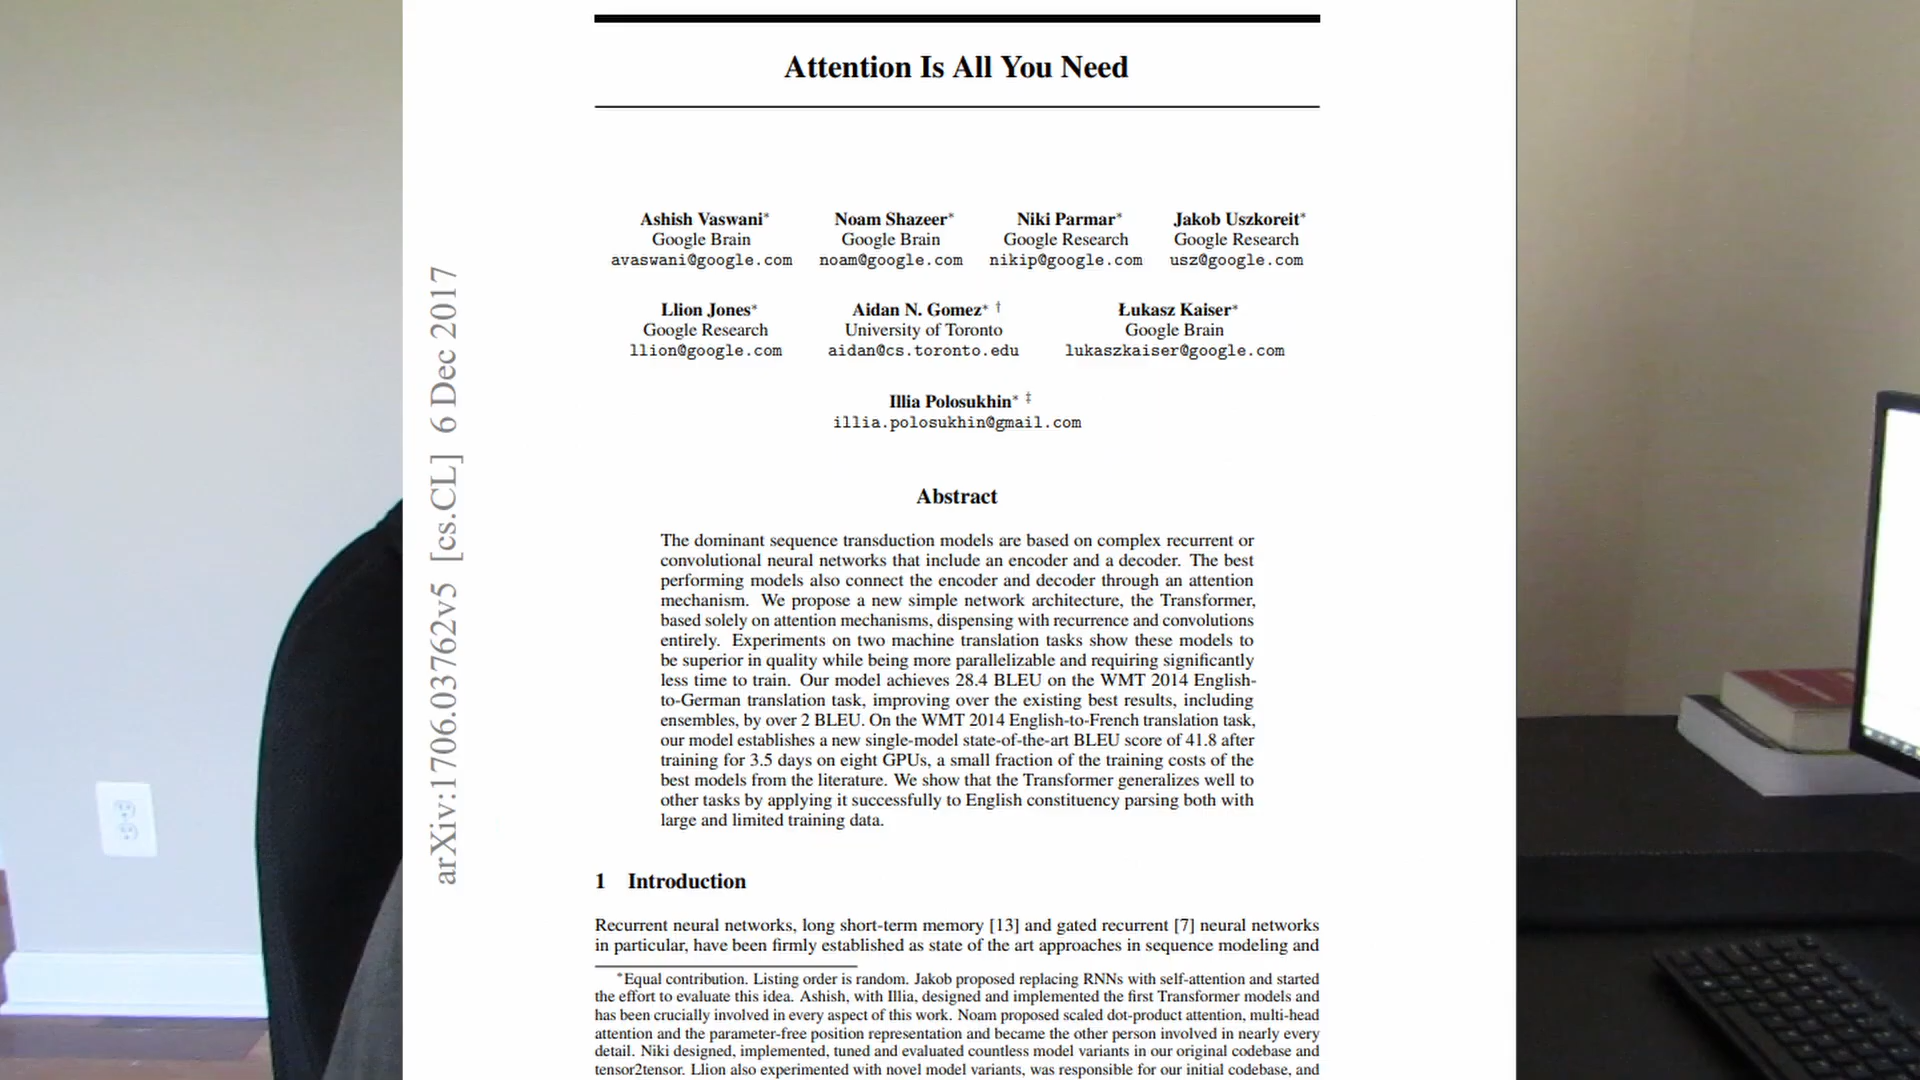 Attention Is All You Need
Ashish Vaswani*
Google Brain
avaswani@google.com
Noam Shazeer*
Google Brain
noam@google.com
Niki Parmar*
Google Research
nikip@google.com
Jakob Uszkoreit*
Google Research
usz@google.com
Llion Jones*
Google Research
llion@google.com
Aidan N. Gomez* †
University of Toronto
aidan@cs.toronto.edu
Łukasz Kaiser*
Google Brain
lukaszkaiser@google.com
Illia Polosukhin* ‡
illia.polosukhin@gmail.com
arXiv:1706.03762v5 [cs.CL] 6 Dec 2017
Abstract
The dominant sequence transduction models are based on complex recurrent or
convolutional neural networks that include an encoder and a decoder. The best
performing models also connect the encoder and decoder through an attention
mechanism. We propose a new simple network architecture, the Transformer,
based solely on attention mechanisms, dispensing with recurrence and convolutions
entirely. Experiments on two machine translation tasks show these models to
be superior in quality while being more parallelizable and requiring significantly
less time to train. Our model achieves 28.4 BLEU on the WMT 2014 English-
to-German translation task, improving over the existing best results, including
ensembles, by over 2 BLEU. On the WMT 2014 English-to-French translation task,
our model establishes a new single-model state-of-the-art BLEU score of 41.8 after
training for 3.5 days on eight GPUs, a small fraction of the training costs of the
best models from the literature. We show that the Transformer generalizes well to
other tasks by applying it successfully to English constituency parsing both with
large and limited training data.
1 Introduction
Recurrent neural networks, long short-term memory [13] and gated recurrent [7] neural networks
in particular, have been firmly established as state of the art approaches in sequence modeling and
*Equal contribution. Listing order is random. Jakob proposed replacing RNNs with self-attention and started
the effort to evaluate this idea. Ashish, with Illia, designed and implemented the first Transformer models and
has been crucially involved in every aspect of this work. Noam proposed scaled dot-product attention, multi-head
attention and the parameter-free position representation and became the other person involved in nearly every
detail. Niki designed, implemented, tuned and evaluated countless model variants in our original codebase and
tensor2tensor. Llion also experimented with novel model variants, was responsible for our initial codebase, and